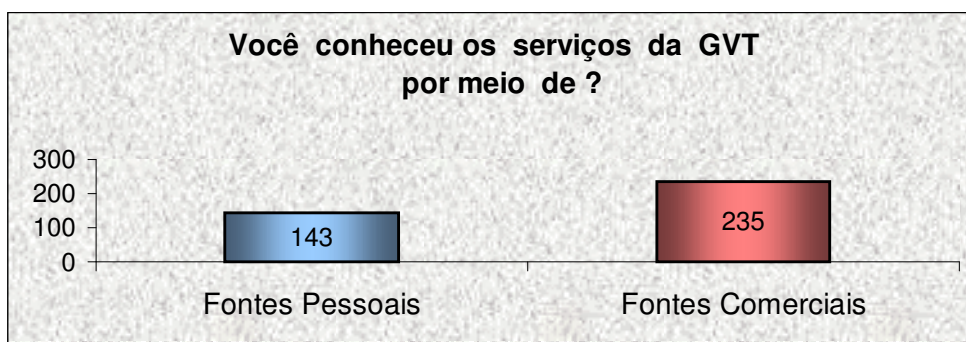 Você conheceu os serviços da GVT
por meio de ?
300
200
100
0
143
235
Fontes Pessoais
Fontes Comerciais